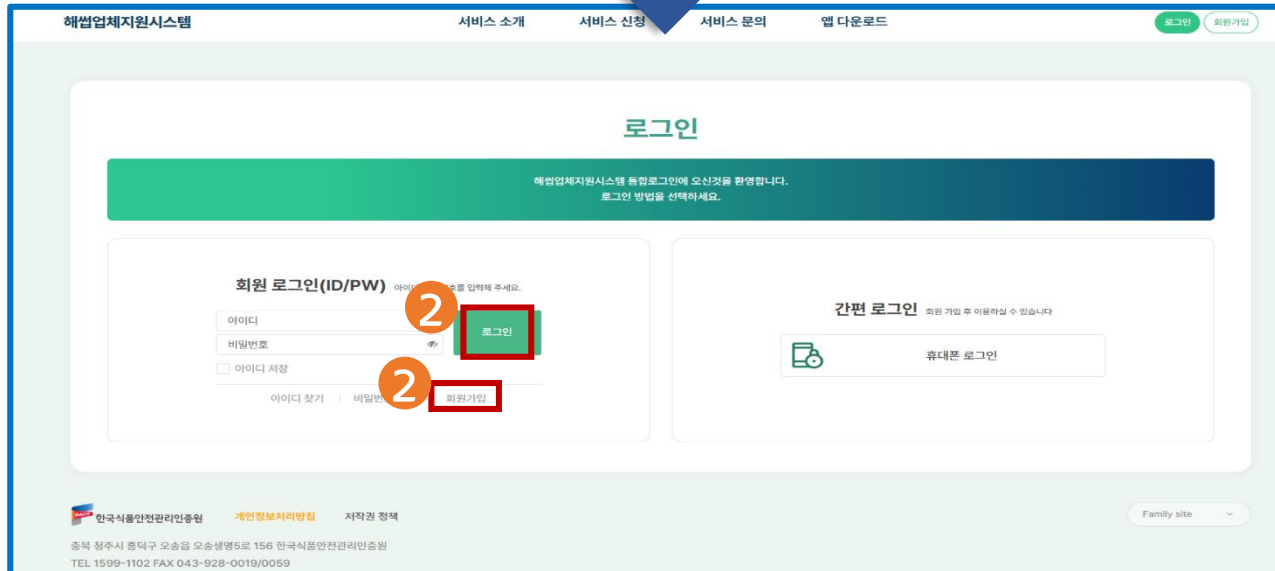 해썹업체지원시스템 서비스 소개 서비스 신청 서비스 문의 앱 다운로드 로그인 회원가입
로그인
해썹업체지원시스템 통합로그인에 오신것을 환영합니다.
로그인 방법을 선택하세요.
회원 로그인(ID/PW) 입력해 주세요.
아이디
비밀번호
2 로그인
아이디 저장
아이디 찾기 2 회원가입
간편 로그인 회원 가입 후 이용하실 수 있습니다
휴대폰 로그인
HACCP 한국식품안전관리인증원 개인정보처리방침 저작권 정책
Family site
충북 청주시 흥덕구 오송읍 오송생명5로 156 한국식품안전관리인증원
TEL 1599-1102 FAX 043-928-0019/0059